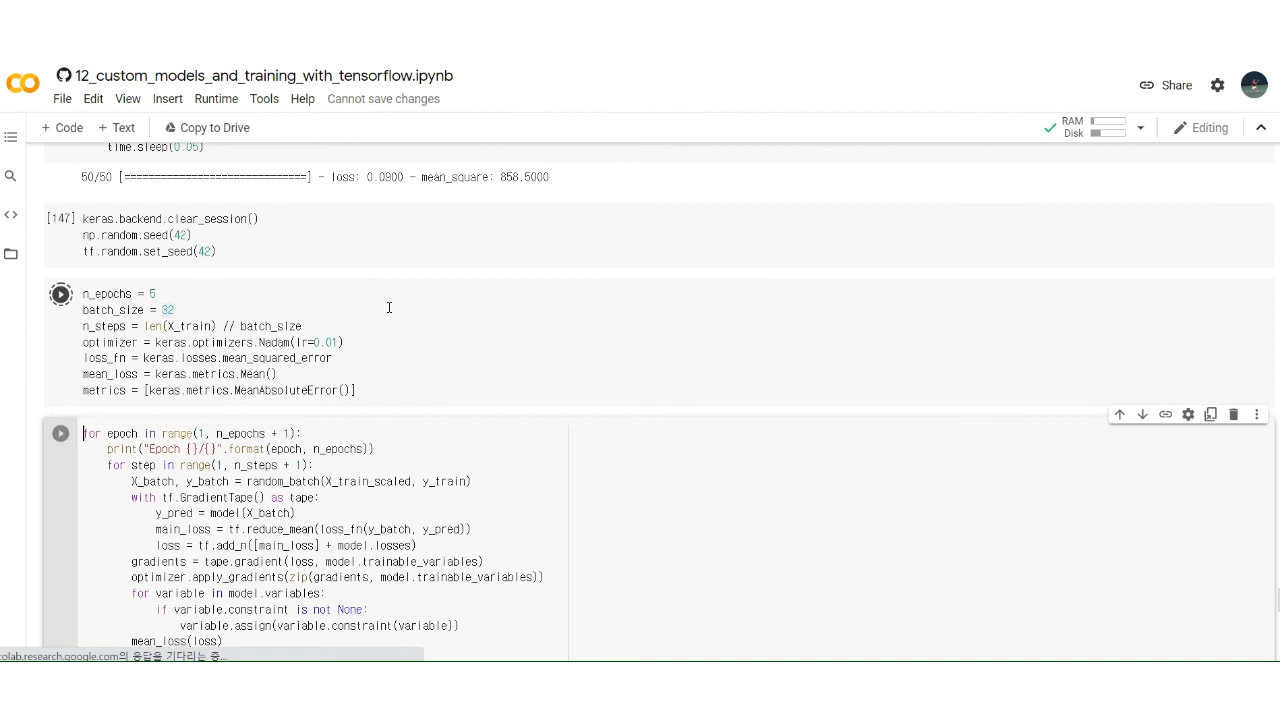 12_custom_models_and_training_with_tensorflow.ipynb
File Edit View Insert Runtime Tools Help Cannot save changes
Share
+ Code + Text Copy to Drive
RAM
Disk
Editing
time.sleep(0.05)
50/50 [==============================] - loss: 0.0900 - mean_square: 858.5000
[147] keras.backend.clear_session()
np.random.seed(42)
tf.random.set_seed(42)
n_epochs = 5
batch_size = 32
n_steps = len(X_train) // batch_size
optimizer = keras.optimizers.Nadam(lr=0.01)
loss_fn = keras.losses.mean_squared_error
mean_loss = keras.metrics.Mean()
metrics = [keras.metrics.MeanAbsoluteError()]
for epoch in range(1, n_epochs + 1):
print("Epoch {}/{}".format(epoch, n_epochs))
for step in range(1, n_steps + 1):
X_batch, y_batch = random_batch(X_train_scaled, y_train)
with tf.GradientTape() as tape:
y_pred = model(X_batch)
main_loss = tf.reduce_mean(loss_fn(y_batch, y_pred))
loss = tf.add_n([main_loss] + model.losses)
gradients = tape.gradient(loss, model.trainable_variables)
optimizer.apply_gradients(zip(gradients, model.trainable_variables))
for variable in model.variables:
if variable.constraint is not None:
variable.assign(variable.constraint(variable))
mean_loss(loss)
colab.research.google.com의 응답을 기다리는 중...